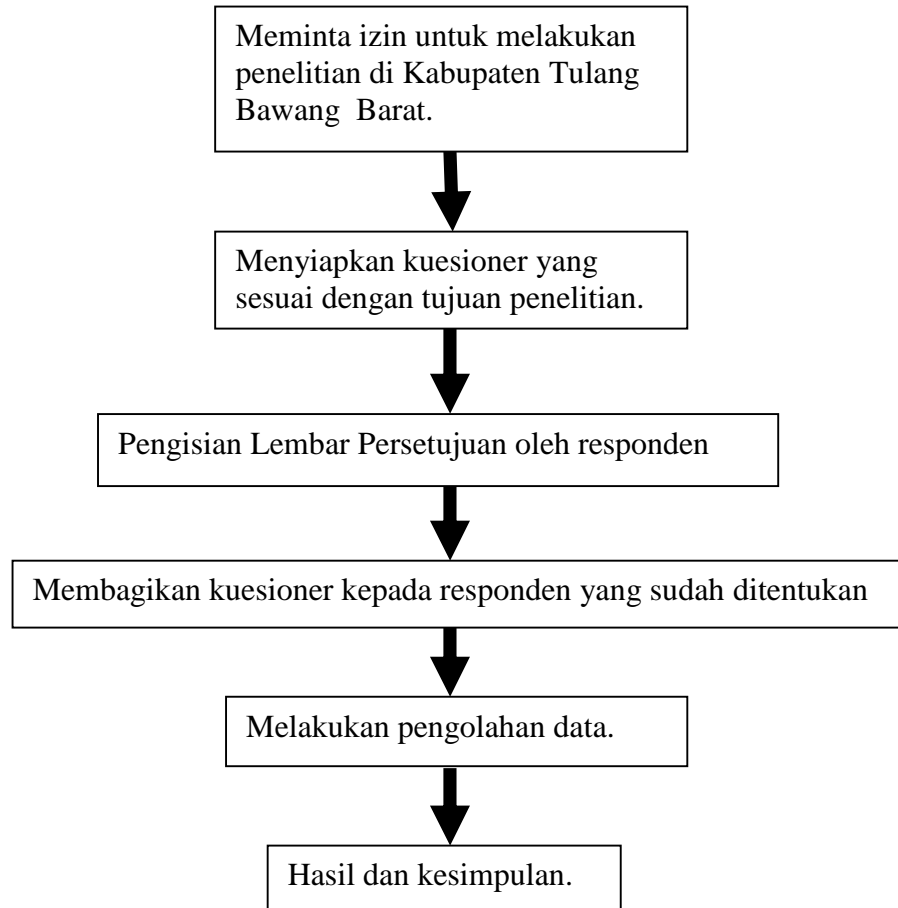 Meminta izin untuk melakukan
penelitian di Kabupaten Tulang
Bawang  Barat.
Menyiapkan kuesioner yang
sesuai dengan tujuan penelitian.
Pengisian Lembar Persetujuan oleh responden
Membagikan kuesioner kepada responden yang sudah ditentukan
Melakukan pengolahan data.
Hasil dan kesimpulan.